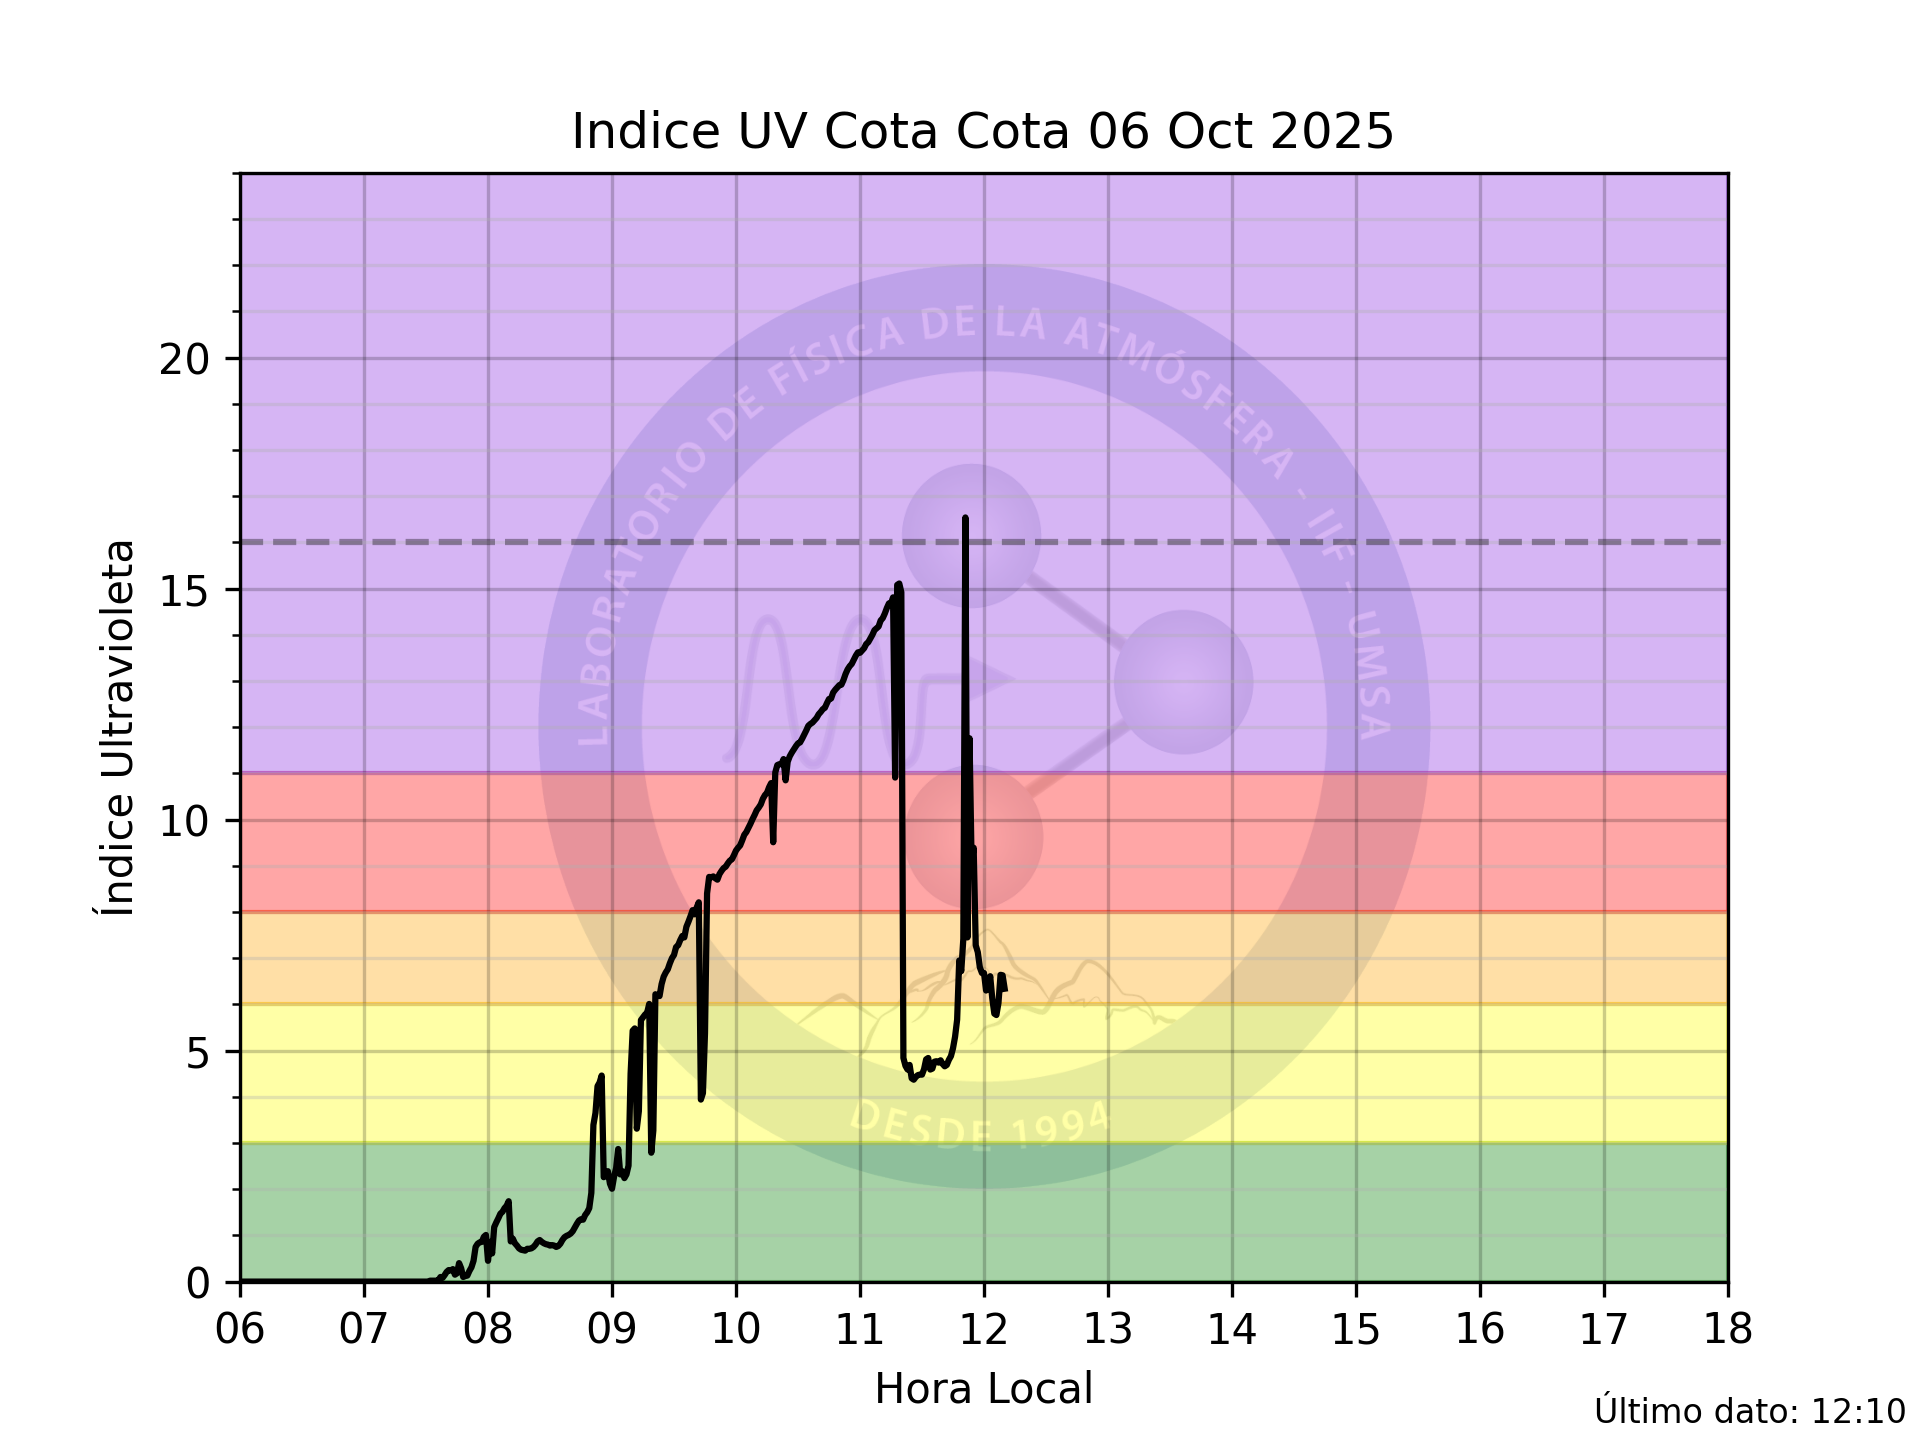 Indice UV Cota Cota 06 Oct 2025
Índice Ultravioleta
20
15
10
5
0
06 07 08 09 10 11 12 13 14 15 16 17 18
Hora Local
LABORATORIO DE FÍSICA DE LA ATMÓSFERA - IIF - UMSA
DESDE 1994
Último dato: 12:10